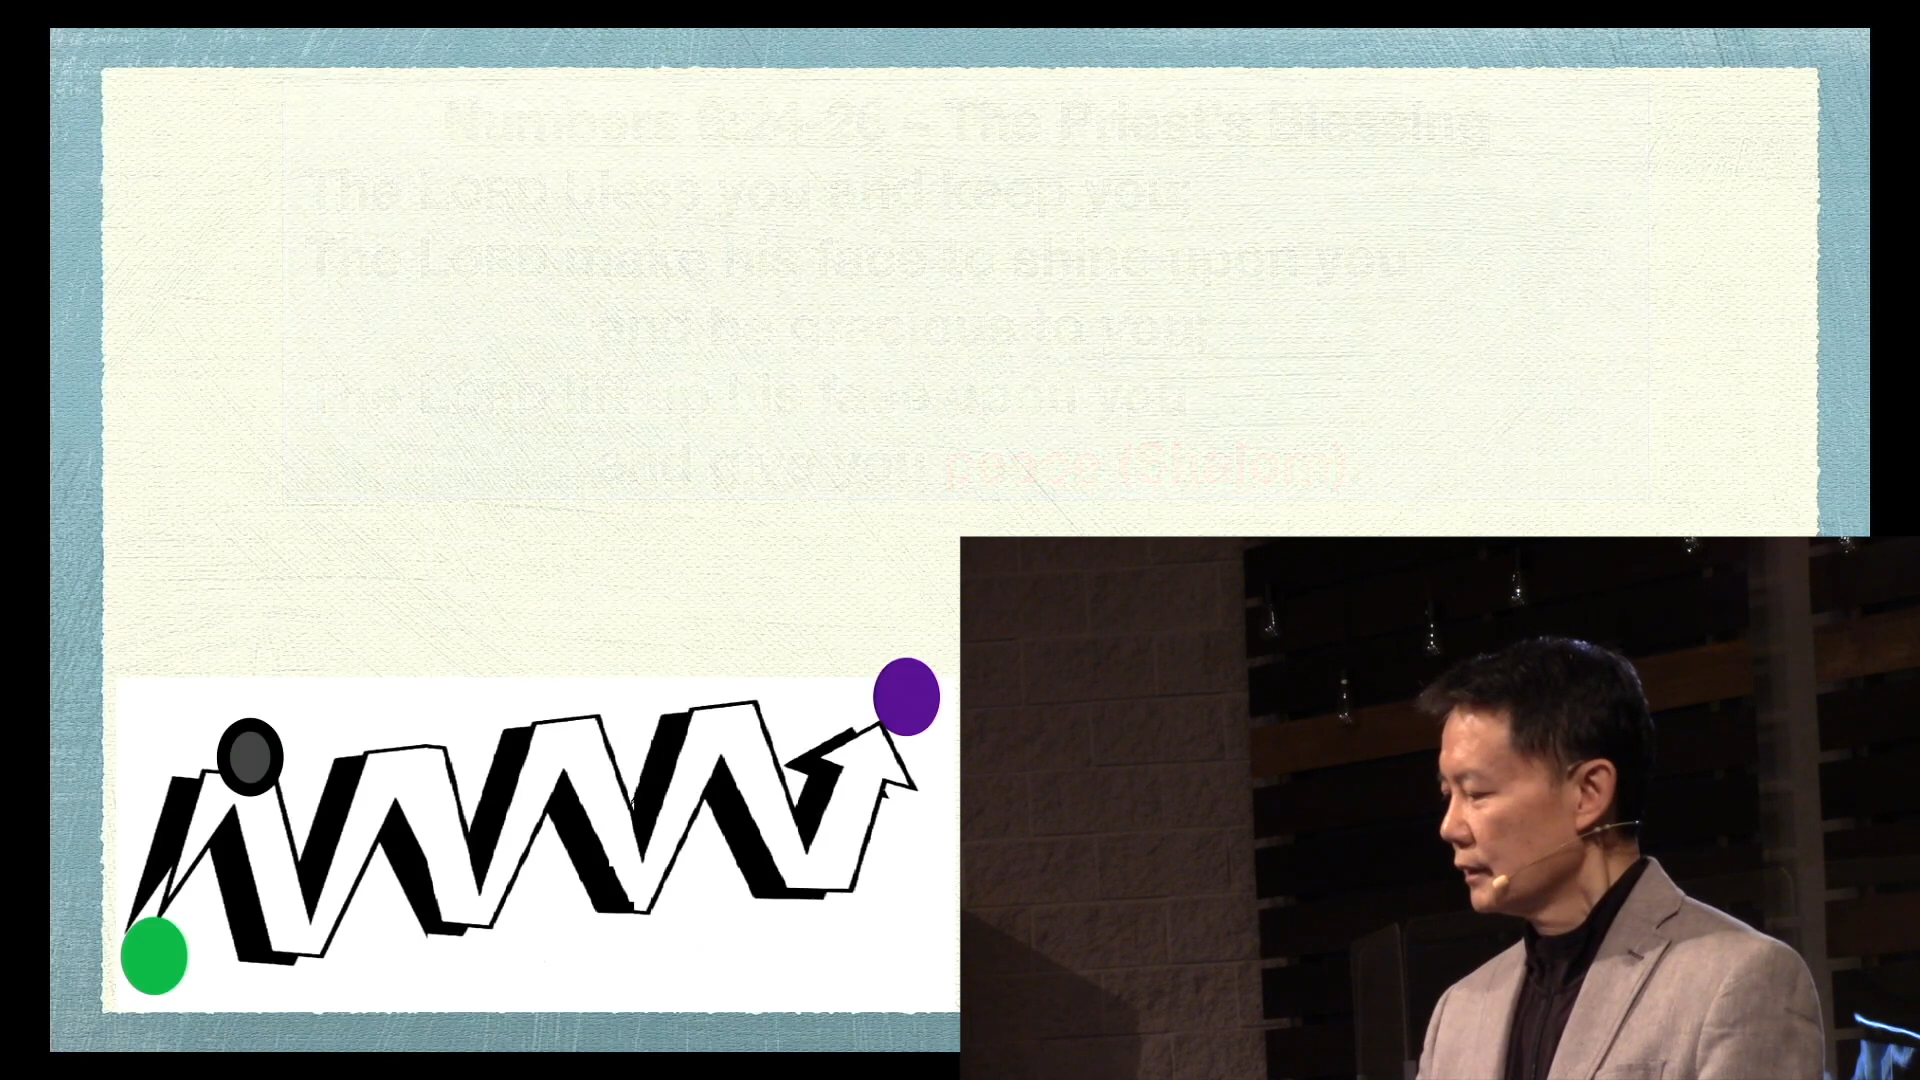 Numbers 6:24-26 – The Priest's Blessing
The LORD bless you and keep you;
The LORD make his face to shine upon you
and be gracious to you;
The LORD lift up his face upon you
and give you peace (Shalom).